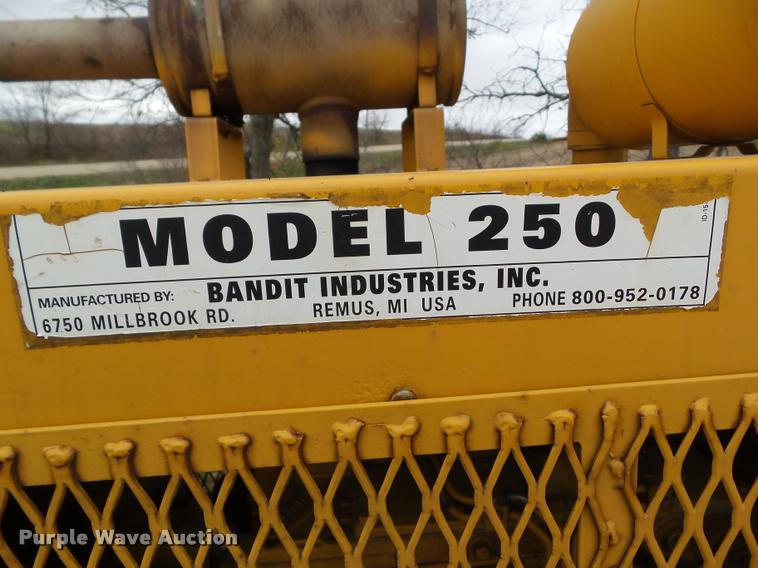 MODEL 250
MANUFACTURED BY: BANDIT INDUSTRIES, INC.
6750 MILLBROOK RD. REMUS, MI USA PHONE 800-952-0178
Purple Wave Auction